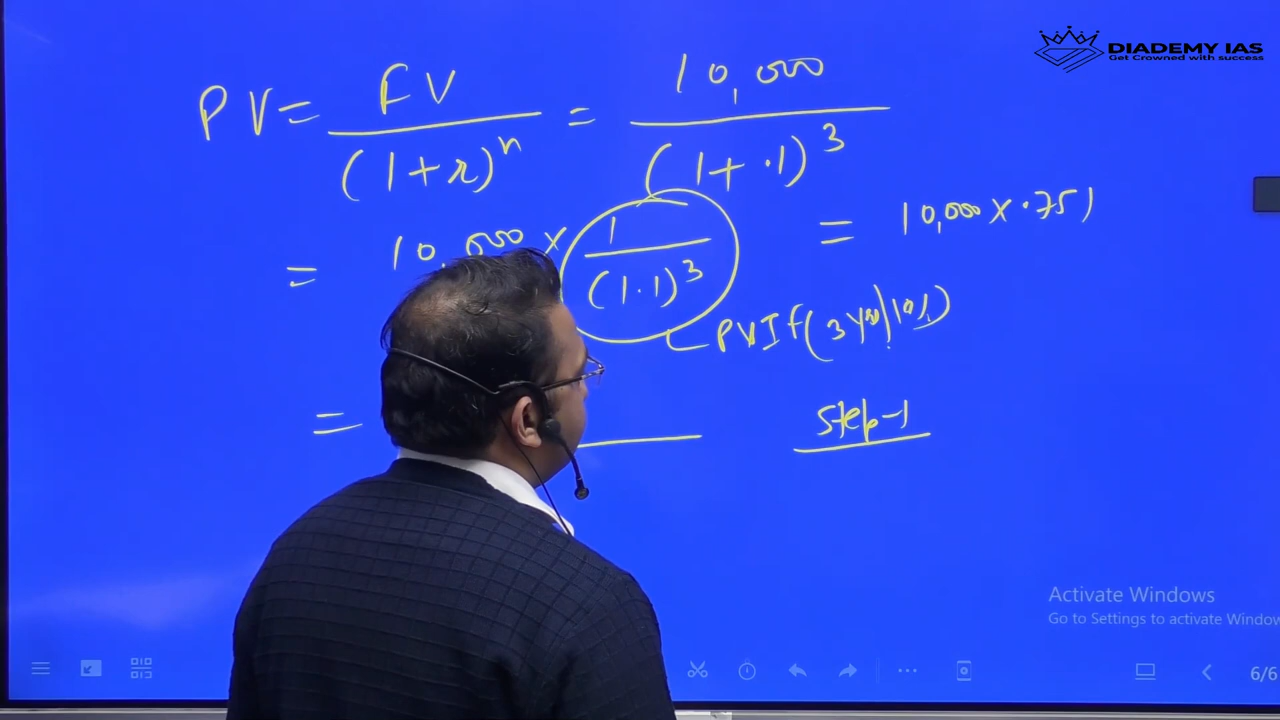 DIADEMY IAS
Get Crowned with success
PV = FV / (1+r)^n = 10,000 / (1+.1)^3
= 10,000 × 1 / (1.1)^3 = 10,000 × .751
PVIf (3 yrs, 10%)
=
Step-1
Activate Windows
Go to Settings to activate Window
6/6